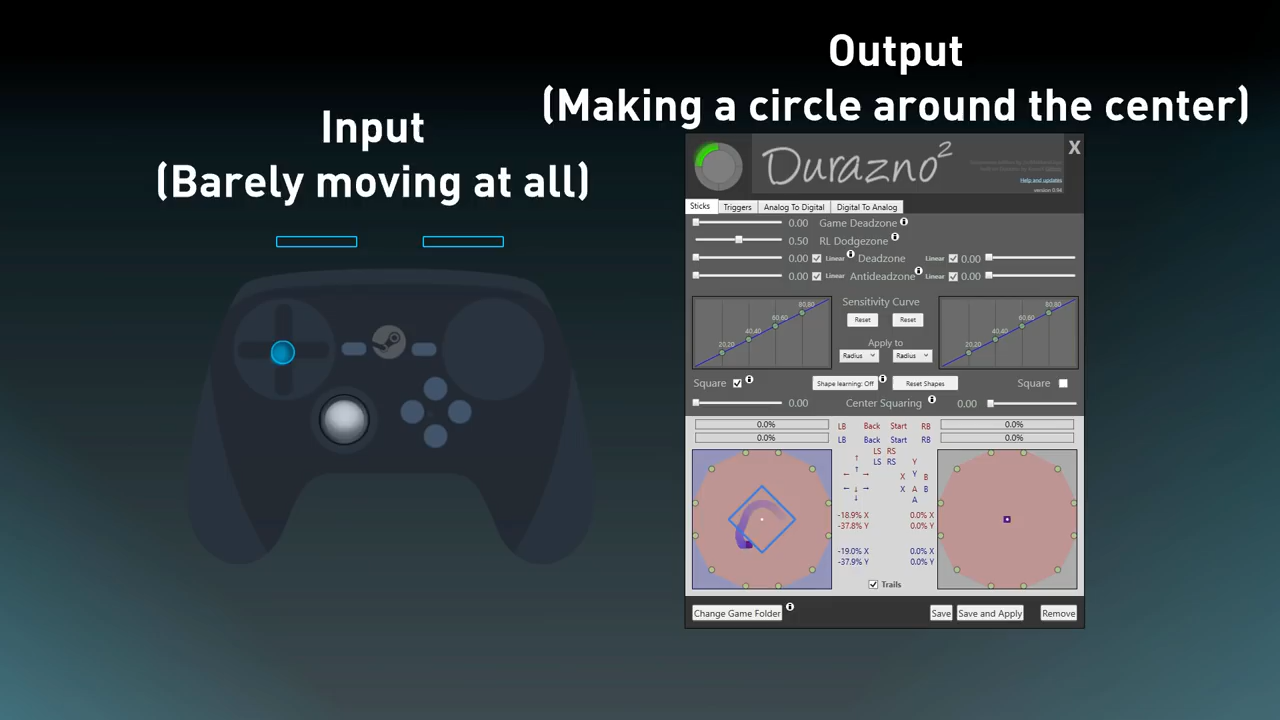 Output
(Making a circle around the center)
Input
(Barely moving at all)
Durazno²
X
Help and updates
version 0.94
Sticks Triggers Analog To Digital Digital To Analog
0.00 Game Deadzone
0.50 RL Dodgezone
0.00 Linear Deadzone Linear 0.00
0.00 Linear Antideadzone Linear 0.00
Sensitivity Curve
80,80 80,80
60,60 60,60
Reset Reset
40,40 40,40
20,20 20,20
Apply to
Radius Radius
Square Shape learning: Off Reset Shapes Square
0.00 Center Squaring 0.00
0.0% LB Back Start RB 0.0%
0.0% LB Back Start RB 0.0%
LS RS
LS RS
↑ Y
↑ Y
← → X B
← ↓ → X A B
↓ A
-18.9% X 0.0% X
-37.8% Y 0.0% Y
-19.0% X 0.0% X
-37.9% Y 0.0% Y
Trails
Change Game Folder Save Save and Apply Remove